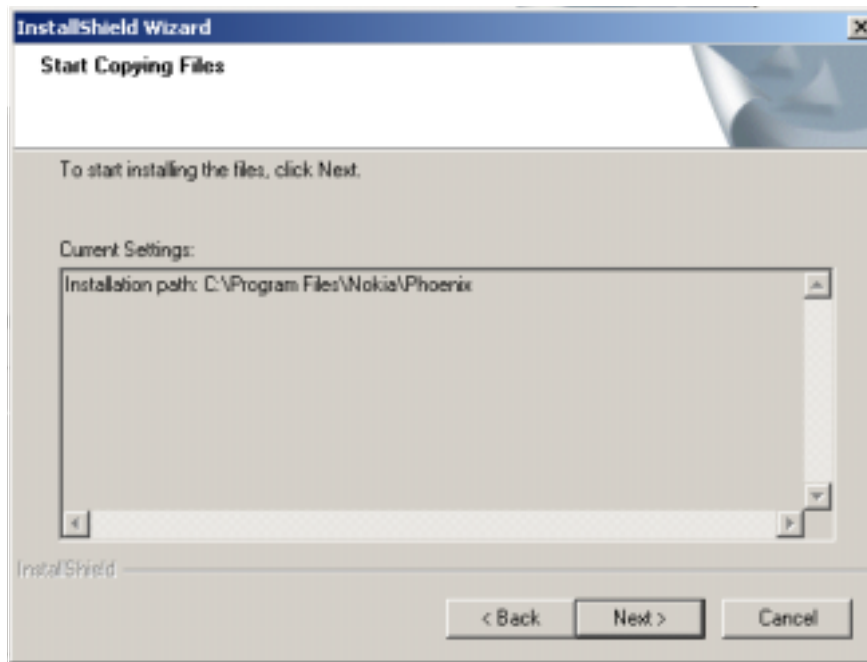 InstallShield Wizard
Start Copying Files
To start installing the files, click Next.
Current Settings:
Installation path: C:\Program Files\Nokia\Phoenix
InstallShield
< Back Next > Cancel